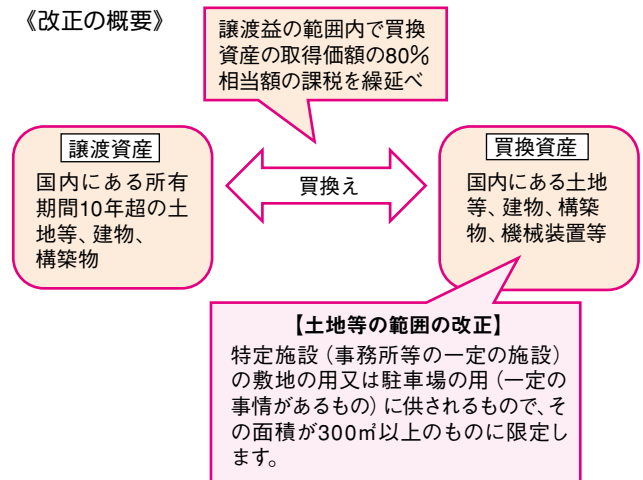 《改正の概要》
譲渡益の範囲内で買換
資産の取得価額の80%
相当額の課税を繰延べ
譲渡資産
国内にある所有
期間10年超の土
地等、建物、
構築物
買換え
買換資産
国内にある土地
等、建物、構築
物、機械装置等
【土地等の範囲の改正】
特定施設(事務所等の一定の施設)
の敷地の用又は駐車場の用(一定の
事情があるもの)に供されるもので、そ
の面積が300㎡以上のものに限定し
ます。